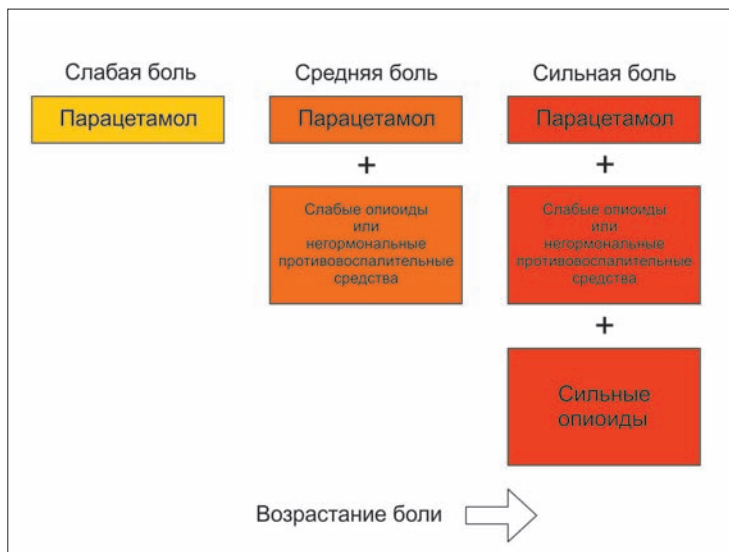 Слабая боль
Средняя боль
Сильная боль
Парацетамол
Парацетамол
Парацетамол
+
+
Слабые опиоиды
или
негормональные
противовоспалительные
средства
Слабые опиоиды
или
негормональные
противовоспалительные
средства
+
Сильные
опиоиды
Возрастание боли